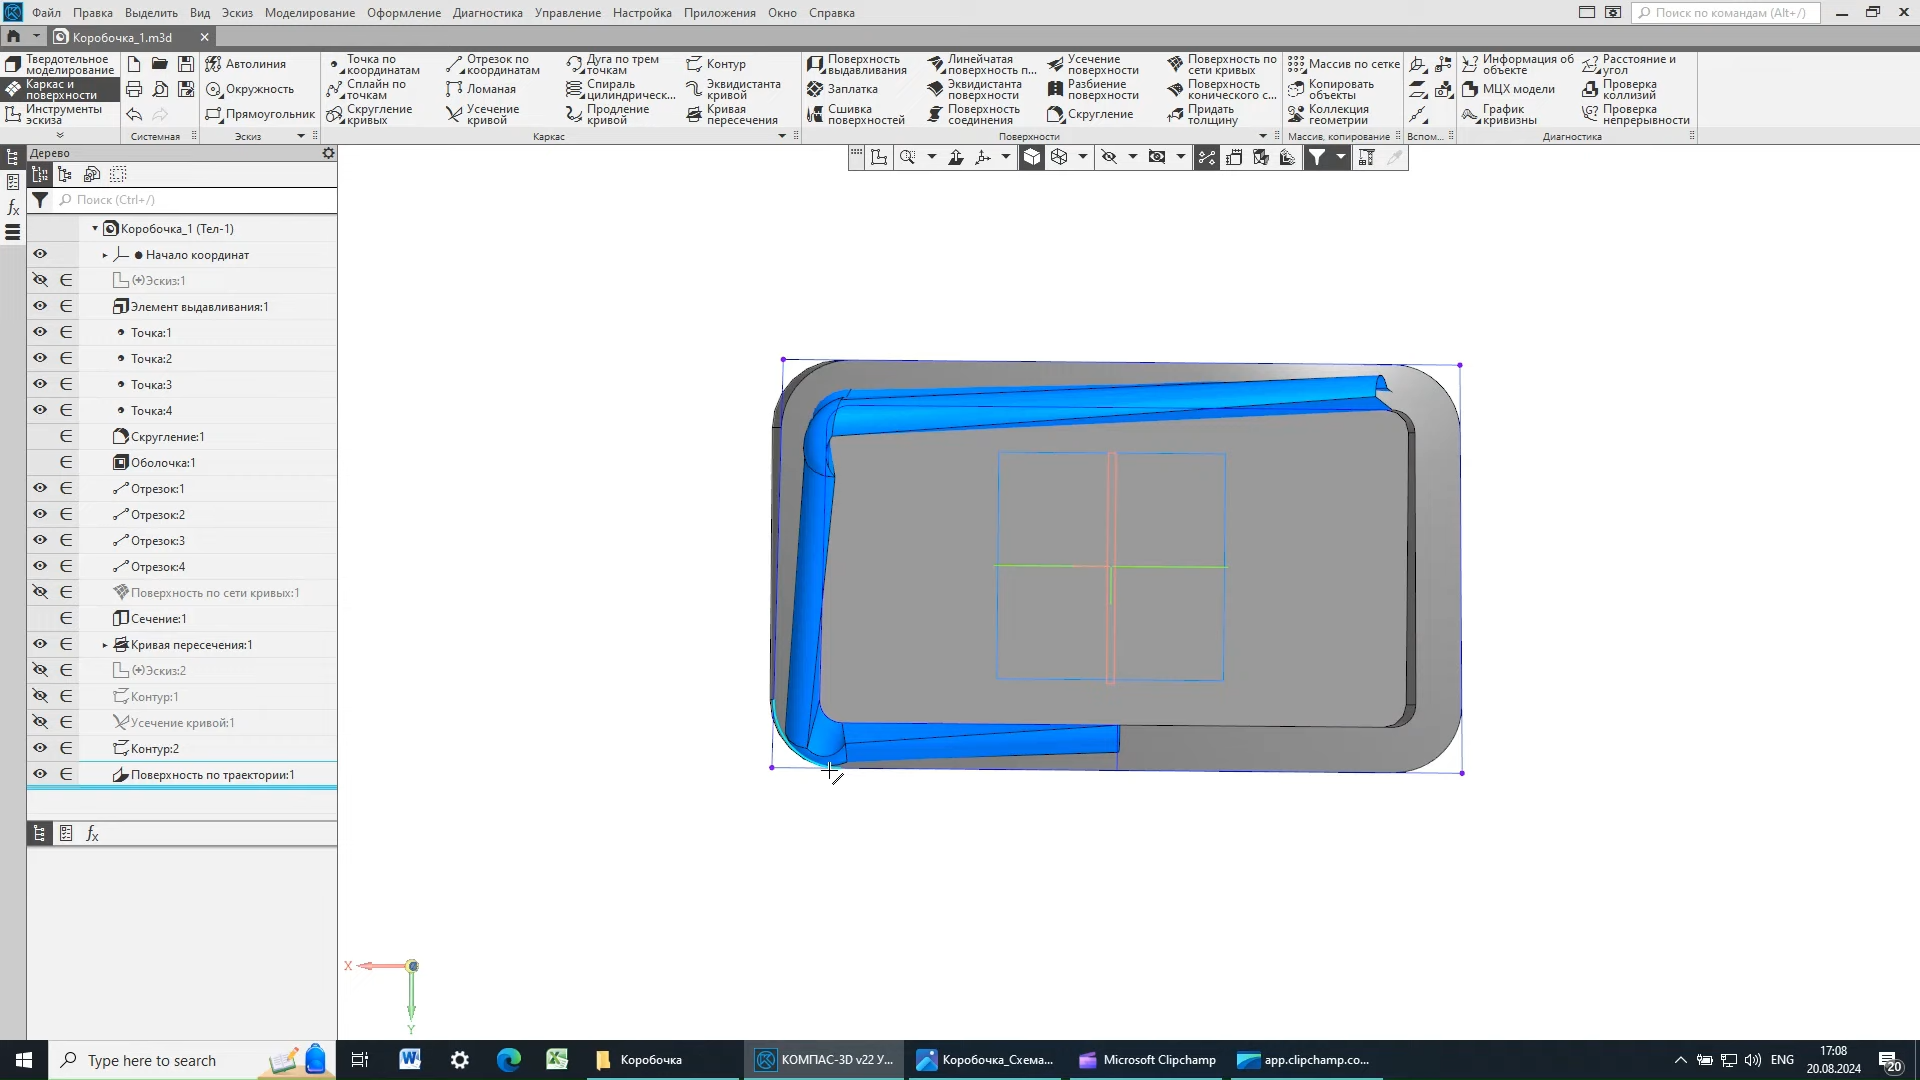 Файл Правка Выделить Вид Эскиз Моделирование Оформление Диагностика Управление Настройка Приложения Окно Справка
Поиск по командам (Alt+/)
Коробочка_1.m3d
Твердотельное моделирование
Каркас и поверхности
Инструменты эскиза
Системная
Автолиния
Окружность
Прямоугольник
Эскиз
Точка по координатам
Сплайн по точкам
Скругление кривых
Отрезок по координатам
Ломаная
Усечение кривой
Дуга по трем точкам
Спираль цилиндрическ...
Продление кривой
Контур
Эквидистанта кривой
Кривая пересечения
Каркас
Поверхность выдавливания
Заплатка
Сшивка поверхностей
Линейчатая поверхность п...
Эквидистанта поверхности
Поверхность соединения
Усечение поверхности
Разбиение поверхности
Скругление
Поверхность по сети кривых
Поверхность конического с...
Придать толщину
Поверхности
Массив по сетке
Копировать объекты
Коллекция геометрии
Массив, копирование
Вспом...
Информация об объекте
МЦХ модели
График кривизны
Расстояние и угол
Проверка коллизий
Проверка непрерывности
Диагностика
Дерево
Поиск (Ctrl+/)
Коробочка_1 (Тел-1)
Начало координат
(+)Эскиз:1
Элемент выдавливания:1
Точка:1
Точка:2
Точка:3
Точка:4
Скругление:1
Оболочка:1
Отрезок:1
Отрезок:2
Отрезок:3
Отрезок:4
Поверхность по сети кривых:1
Сечение:1
Кривая пересечения:1
(+)Эскиз:2
Контур:1
Усечение кривой:1
Контур:2
Поверхность по траектории:1
X
Y
Type here to search
Коробочка
КОМПАС-3D v22 У...
Коробочка_Схема...
Microsoft Clipchamp
app.clipchamp.co...
ENG
17:08
20.08.2024
20